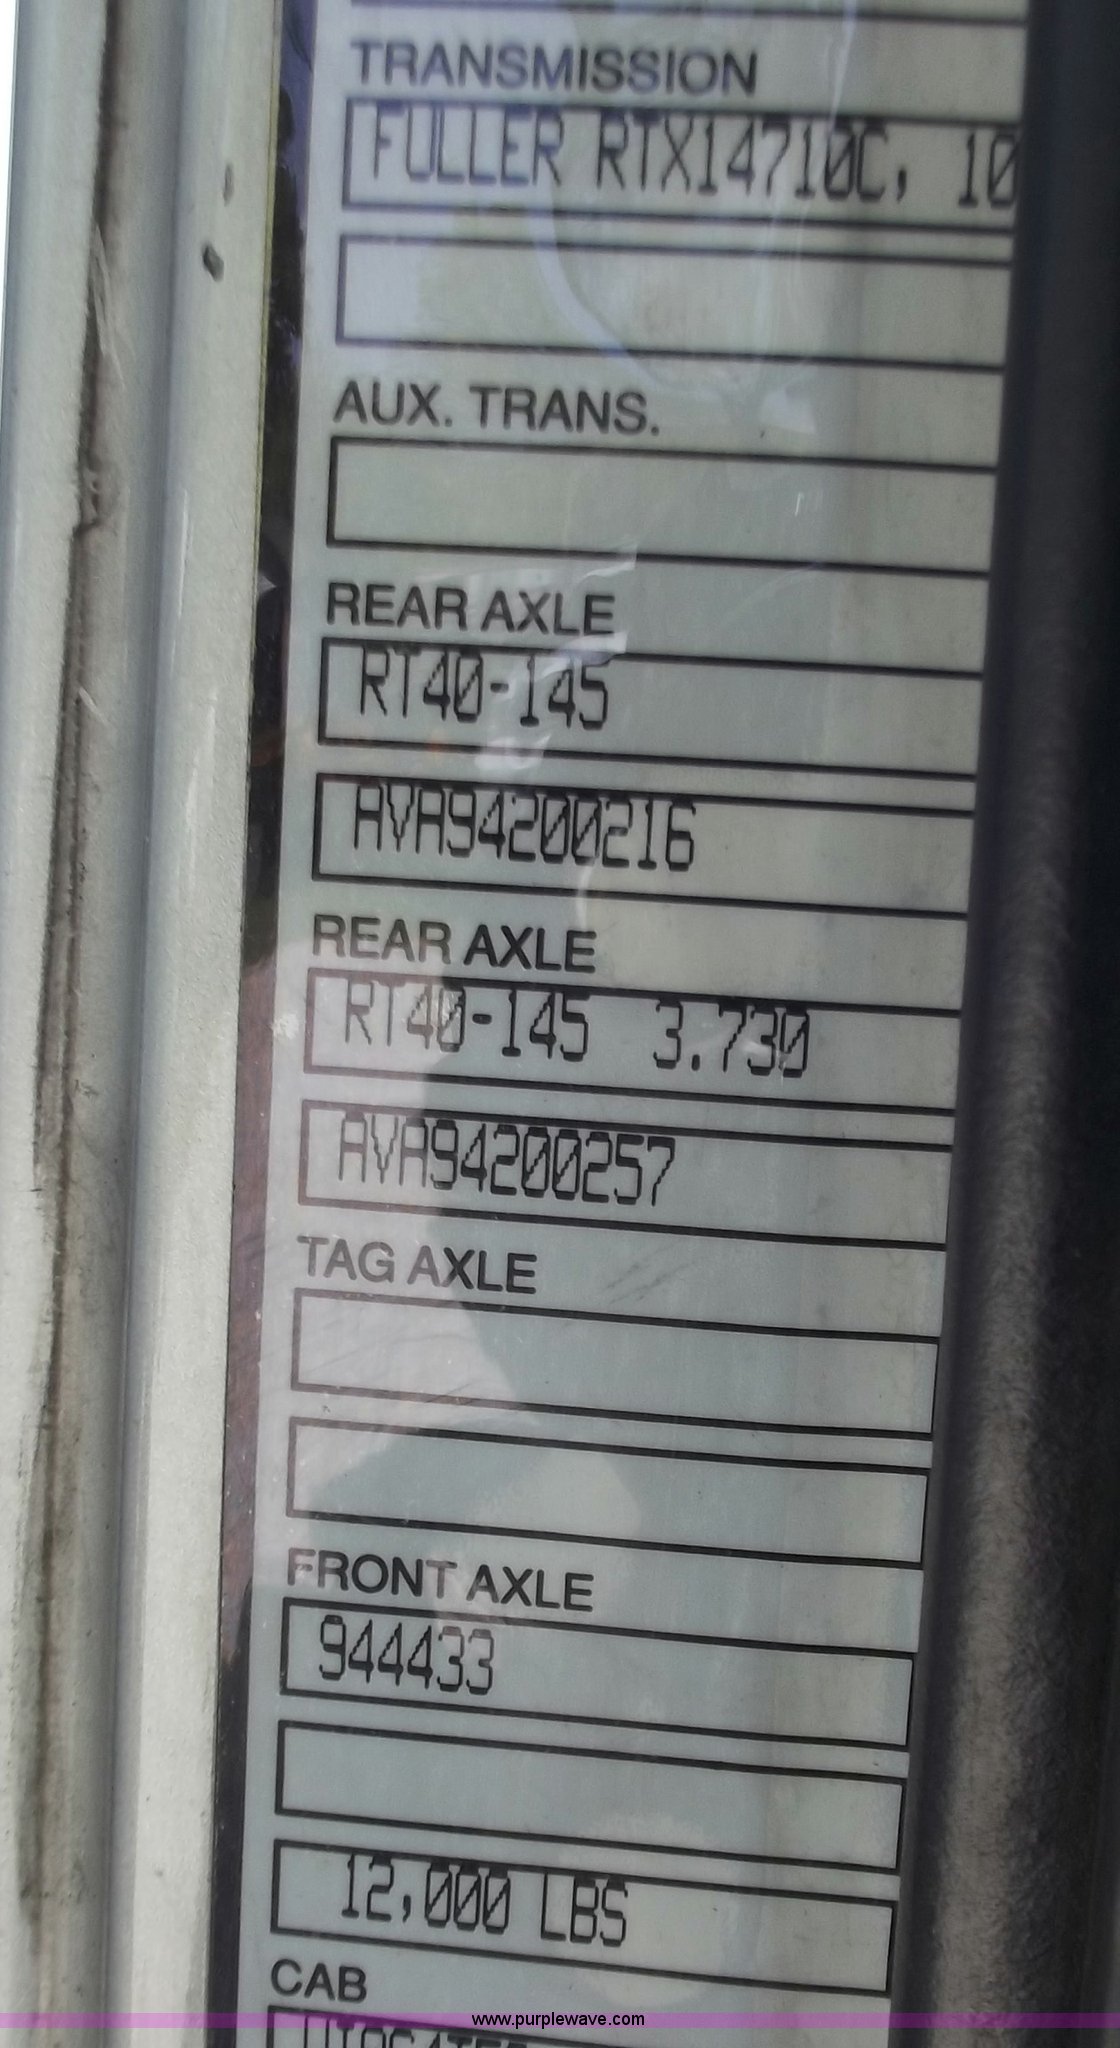 TRANSMISSION
FULLER RTX14710C, 10
AUX. TRANS.
REAR AXLE
RT40-145
AVA94200216
REAR AXLE
RT40-145 3.730
AVA94200257
TAG AXLE
FRONT AXLE
944433
12,000 LBS
CAB
www.purplewave.com